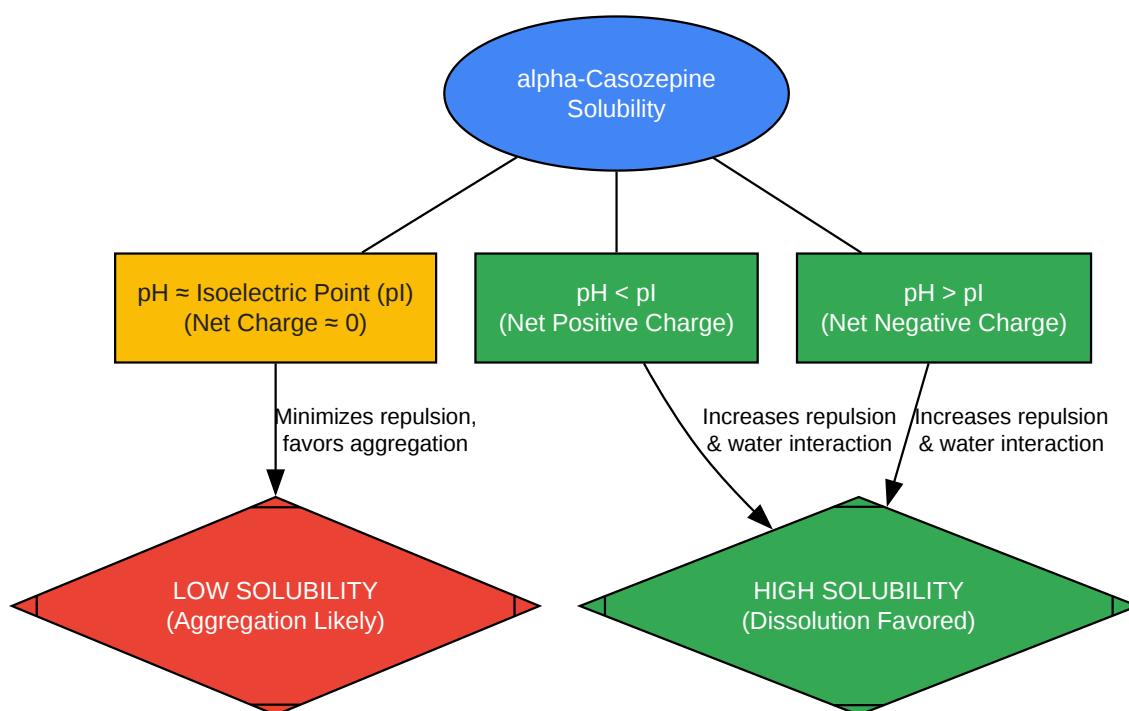 alpha-Casozepine
Solubility
pH ≈ Isoelectric Point (pI)
(Net Charge ≈ 0)
pH < pI
(Net Positive Charge)
pH > pI
(Net Negative Charge)
Minimizes repulsion,
favors aggregation
Increases repulsion
& water interaction
Increases repulsion
& water interaction
LOW SOLUBILITY
(Aggregation Likely)
HIGH SOLUBILITY
(Dissolution Favored)